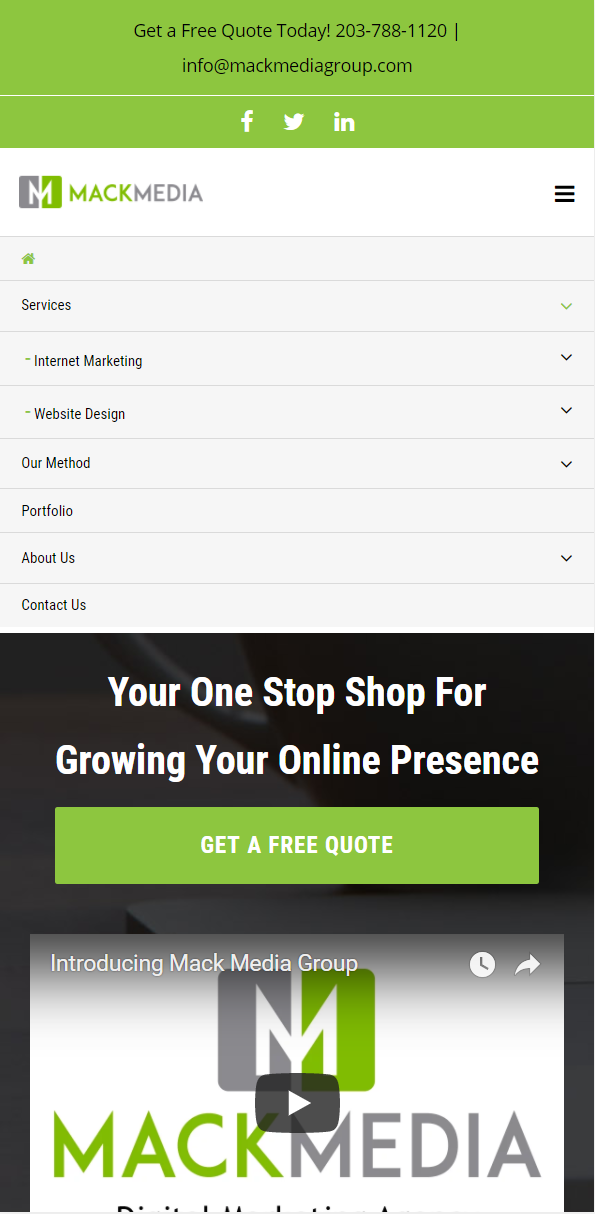 Get a Free Quote Today! 203-788-1120 |
info@mackmediagroup.com
MACKMEDIA
Services
Internet Marketing
Website Design
Our Method
Portfolio
About Us
Contact Us
Your One Stop Shop For
Growing Your Online Presence
GET A FREE QUOTE
Introducing Mack Media Group
MACKMEDIA